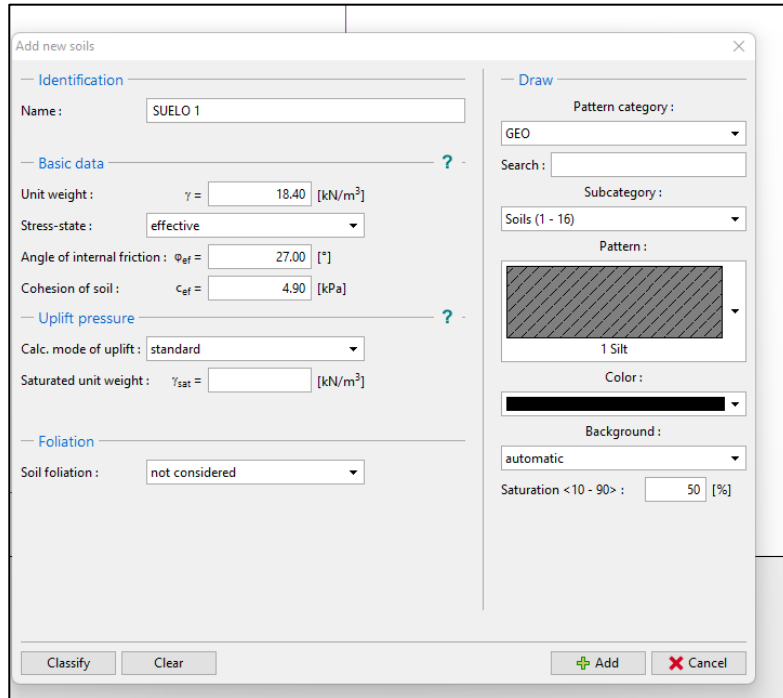 Add new soils
Identification
Name : SUELO 1
Basic data ?
Unit weight : γ = 18.40 [kN/m³]
Stress-state : effective
Angle of internal friction : φef = 27.00 [°]
Cohesion of soil : cef = 4.90 [kPa]
Uplift pressure ?
Calc. mode of uplift : standard
Saturated unit weight : γsat = [kN/m³]
Foliation
Soil foliation : not considered
Classify Clear
Draw
Pattern category :
GEO
Search :
Subcategory :
Soils (1 - 16)
Pattern :
1 Silt
Color :
Background :
automatic
Saturation <10 - 90> : 50 [%]
Add Cancel